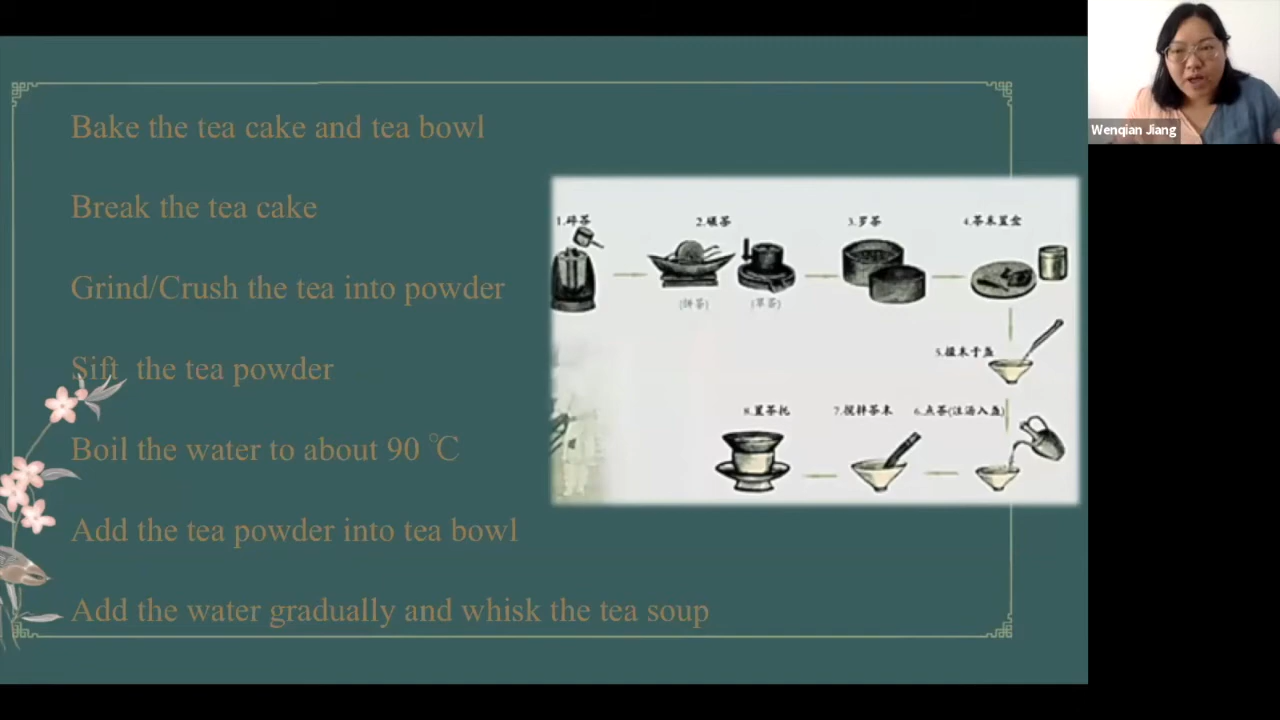 Bake the tea cake and tea bowl
Break the tea cake
Grind/Crush the tea into powder
Sift the tea powder
Boil the water to about 90 ℃
Add the tea powder into tea bowl
Add the water gradually and whisk the tea soup
1.碎茶
2.碾茶
3.罗茶
4.茶末置盒
(餅茶)
(草茶)
5.撮末于盏
8.置茶托
7.搅拌茶末
6.点茶(注汤入盏)
Wenqian Jiang